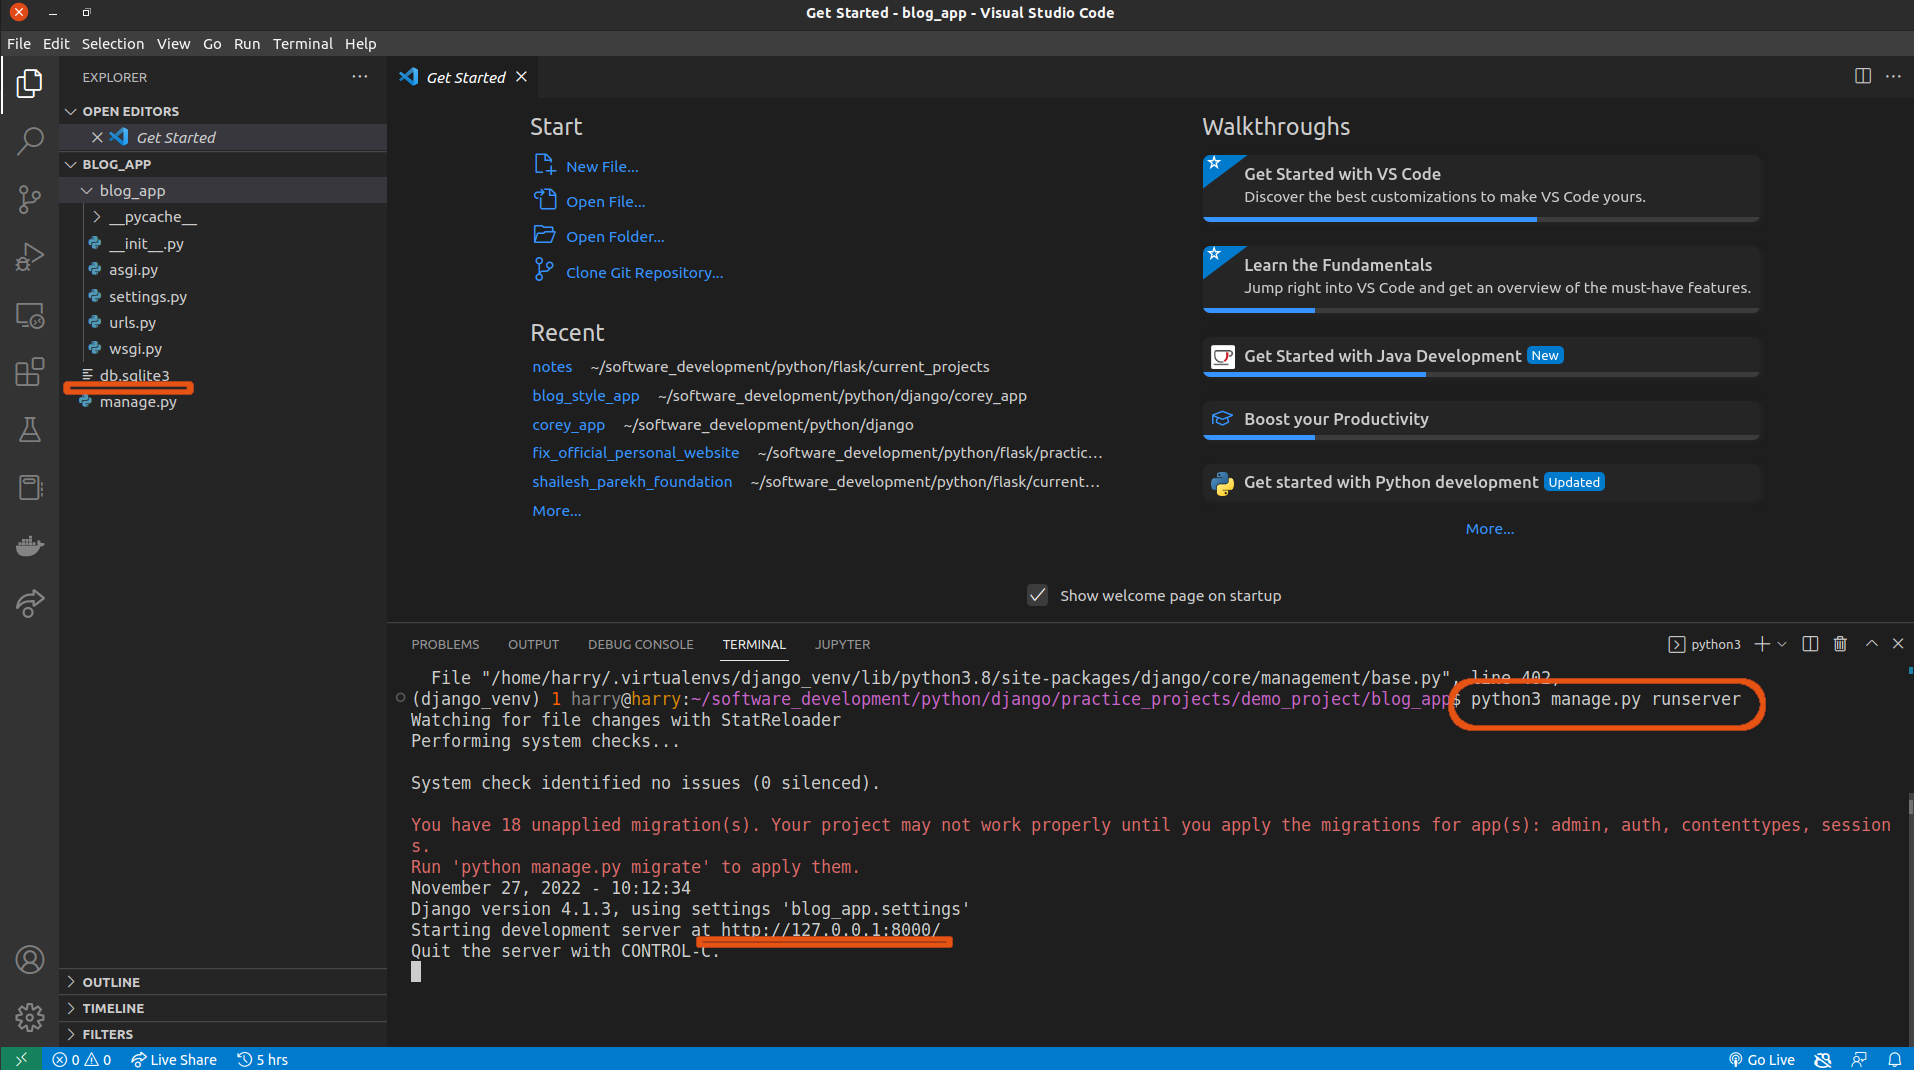 Get Started - blog_app - Visual Studio Code
File Edit Selection View Go Run Terminal Help
EXPLORER
OPEN EDITORS
Get Started
BLOG_APP
blog_app
__pycache__
__init__.py
asgi.py
settings.py
urls.py
wsgi.py
db.sqlite3
manage.py
OUTLINE
TIMELINE
FILTERS
Get Started
Start
New File...
Open File...
Open Folder...
Clone Git Repository...
Recent
notes ~/software_development/python/flask/current_projects
blog_style_app ~/software_development/python/django/corey_app
corey_app ~/software_development/python/django
fix_official_personal_website ~/software_development/python/flask/practic...
shailesh_parekh_foundation ~/software_development/python/flask/current...
More...
Walkthroughs
Get Started with VS Code
Discover the best customizations to make VS Code yours.
Learn the Fundamentals
Jump right into VS Code and get an overview of the must-have features.
Get Started with Java Development New
Boost your Productivity
Get started with Python development Updated
More...
Show welcome page on startup
PROBLEMS OUTPUT DEBUG CONSOLE TERMINAL JUPYTER
python3
File "/home/harry/.virtualenvs/django_venv/lib/python3.8/site-packages/django/core/management/base.py", line 402,
(django_venv) 1 harry@harry:~/software_development/python/django/practice_projects/demo_project/blog_app$ python3 manage.py runserver
Watching for file changes with StatReloader
Performing system checks...
System check identified no issues (0 silenced).
You have 18 unapplied migration(s). Your project may not work properly until you apply the migrations for app(s): admin, auth, contenttypes, session
s.
Run 'python manage.py migrate' to apply them.
November 27, 2022 - 10:12:34
Django version 4.1.3, using settings 'blog_app.settings'
Starting development server at http://127.0.0.1:8000/
Quit the server with CONTROL-C.
0 0 Live Share 5 hrs
Go Live